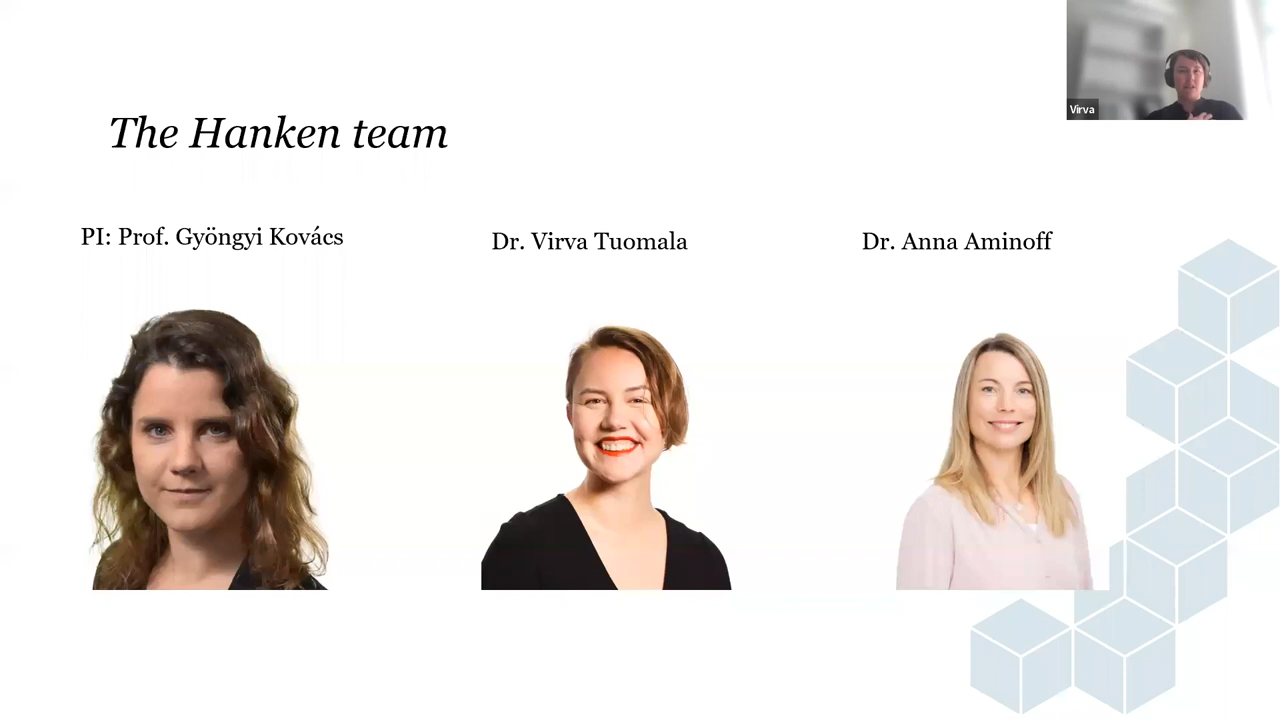 Virva
The Hanken team
PI: Prof. Gyöngyi Kovács
Dr. Virva Tuomala
Dr. Anna Aminoff